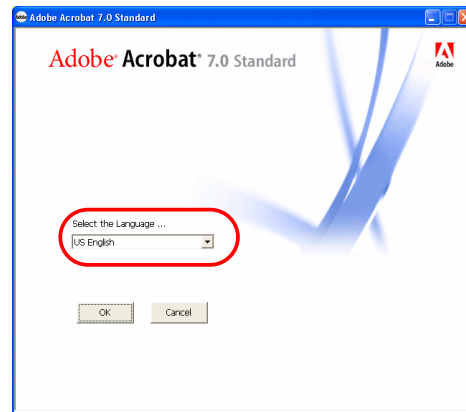 Adobe Acrobat 7.0 Standard
Adobe® Acrobat® 7.0 Standard
Adobe
Select the Language ...
US English
OK Cancel